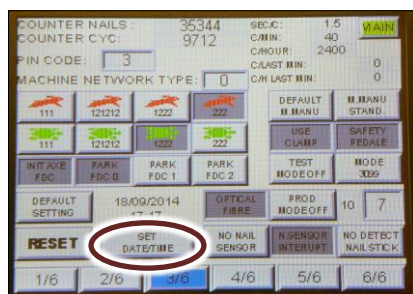 COUNTER NAILS: 35344 SEC/C: 1.5 MAIN
COUNTER CYC: 9712 C/MIN: 40
C/HOUR: 2400
PIN CODE: 3 C/LAST MIN: 0
MACHINE NETWORK TYPE: 0 C/H LAST MIN: 0
111 121212 1222 222 DEFAULT M.MANU M.MANU STAND.
111 121212 1222 222 USE CLAMP SAFETY PEDALE
INIT AXE FDC PARK FDC 0 PARK FDC 1 PARK FDC 2 TEST MODE OFF MODE
DEFAULT SETTING 18/09/2014 OPTICAL FIBRE PROD MODE OFF 10 7
RESET SET DATE/TIME NO NAIL SENSOR N.SENSOR INTERUPT NO DETECT NAIL STICK
1/6 2/6 3/6 4/6 5/6 6/6